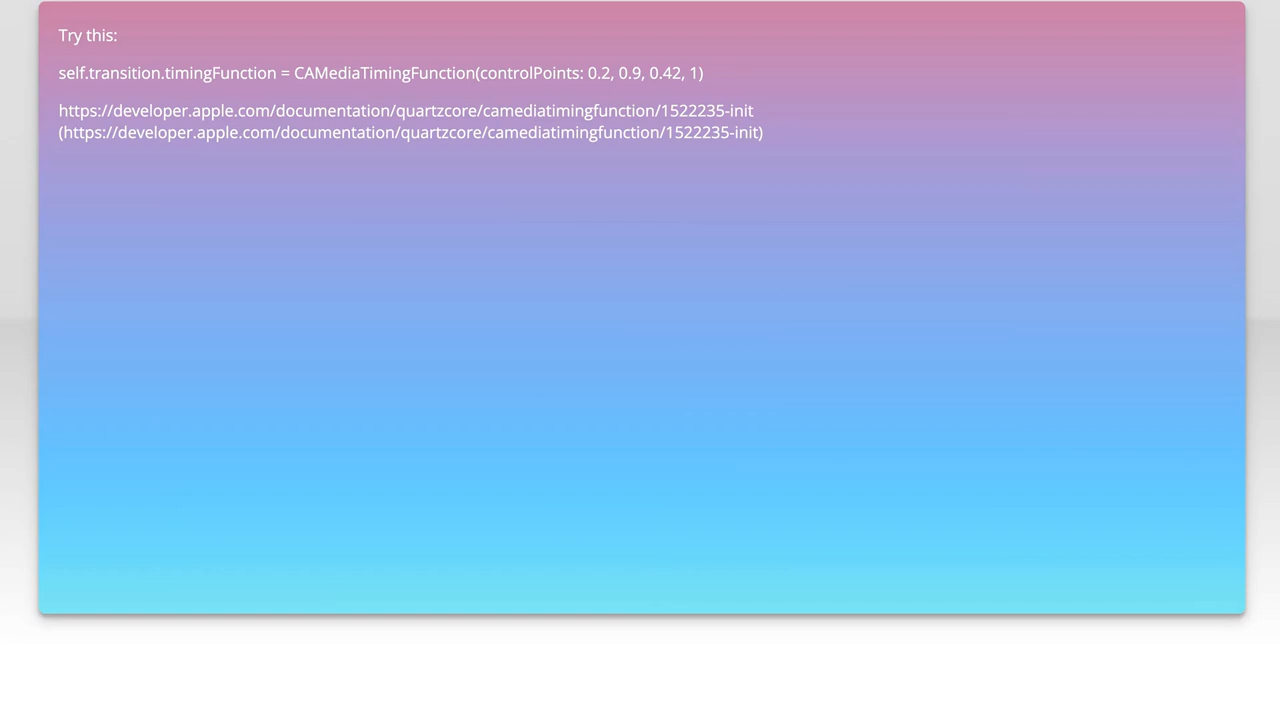 Try this:
self.transition.timingFunction = CAMediaTimingFunction(controlPoints: 0.2, 0.9, 0.42, 1)
https://developer.apple.com/documentation/quartzcore/camediatimingfunction/1522235-init
(https://developer.apple.com/documentation/quartzcore/camediatimingfunction/1522235-init)